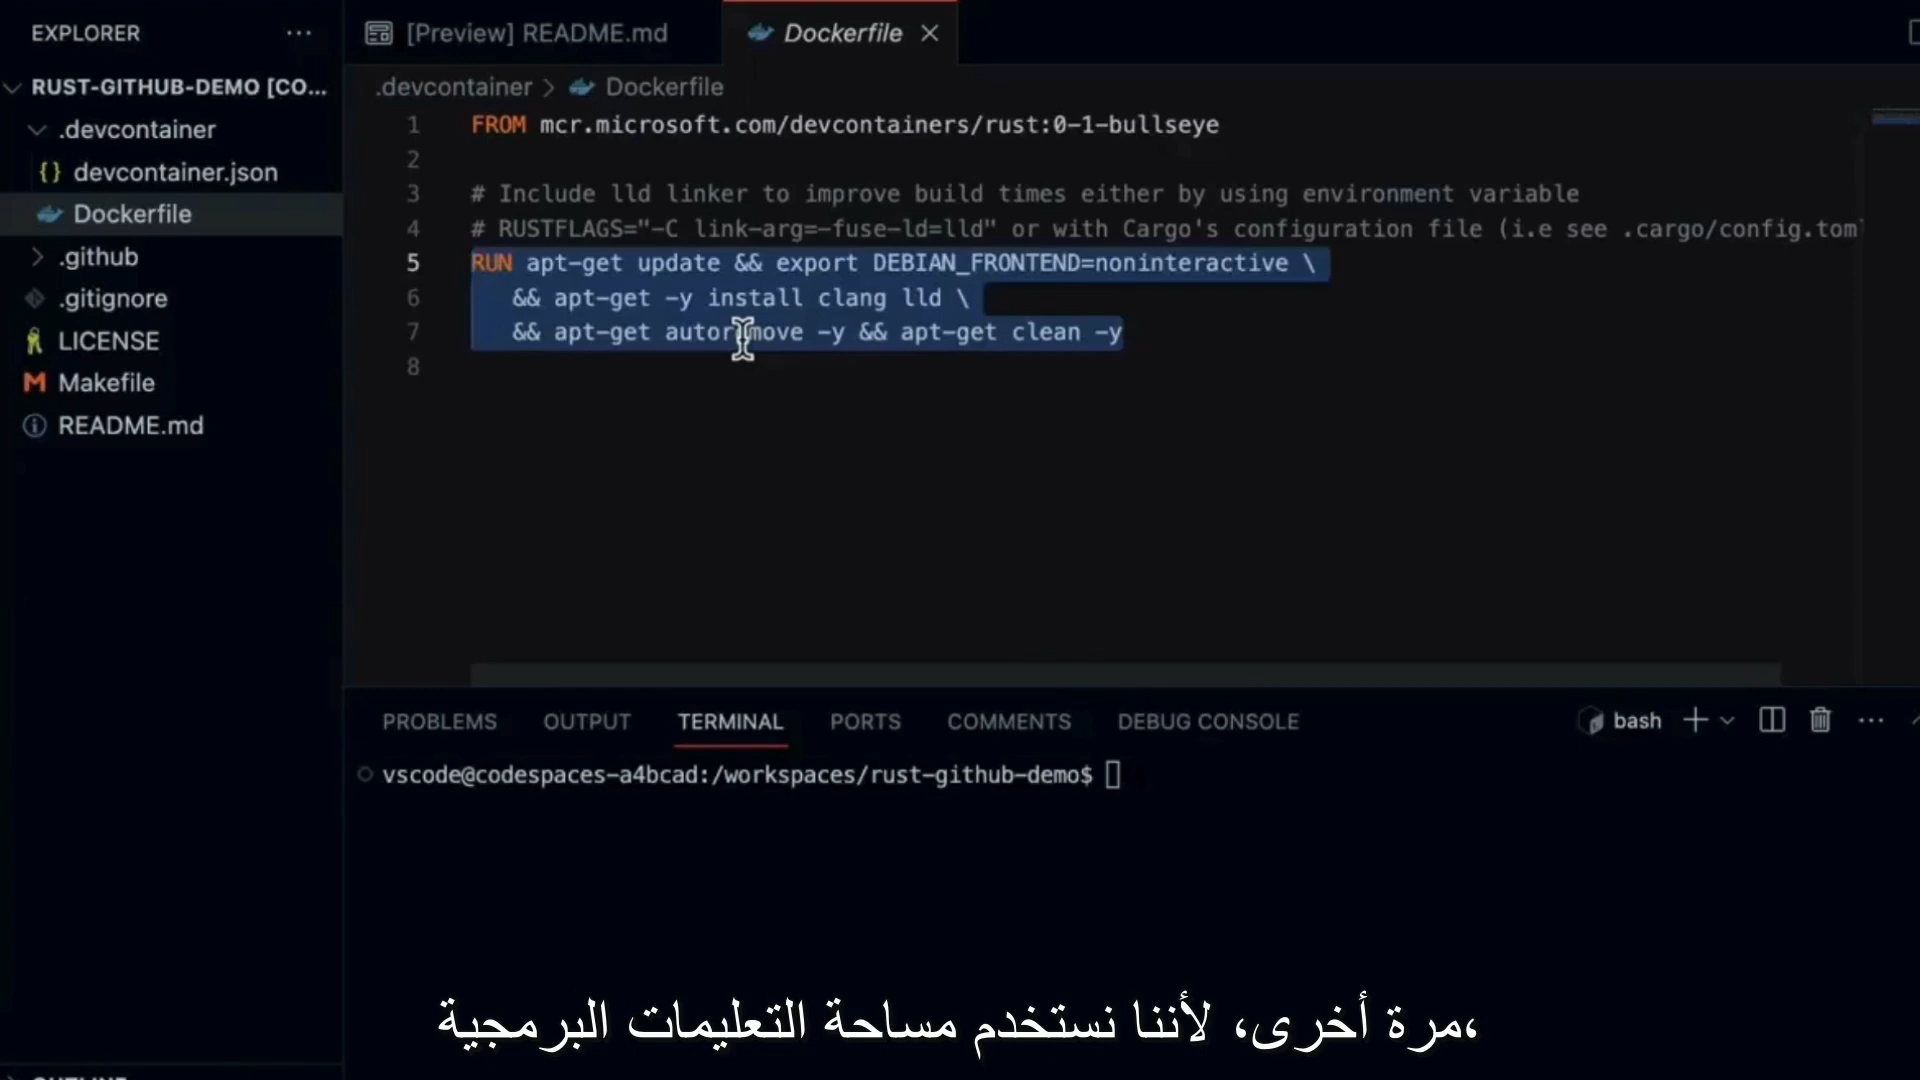 EXPLORER
[Preview] README.md
Dockerfile
RUST-GITHUB-DEMO [CO...
.devcontainer
devcontainer.json
Dockerfile
.github
.gitignore
LICENSE
Makefile
README.md
.devcontainer > Dockerfile
1 FROM mcr.microsoft.com/devcontainers/rust:0-1-bullseye
2
3 # Include lld linker to improve build times either by using environment variable
4 # RUSTFLAGS="-C link-arg=-fuse-ld=lld" or with Cargo's configuration file (i.e see .cargo/config.toml
5 RUN apt-get update && export DEBIAN_FRONTEND=noninteractive \
6 && apt-get -y install clang lld \
7 && apt-get autoremove -y && apt-get clean -y
8
PROBLEMS OUTPUT TERMINAL PORTS COMMENTS DEBUG CONSOLE
bash
vscode@codespaces-a4bcad:/workspaces/rust-github-demo$
مرة أخرى، لأننا نستخدم مساحة التعليمات البرمجية،